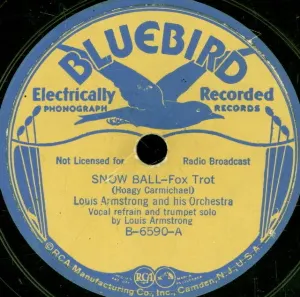 BLUEBIRD
Electrically Recorded
PHONOGRAPH RECORDS
Not Licensed for Radio Broadcast
SNOW BALL-Fox Trot
(Hoagy Carmichael)
Louis Armstrong and his Orchestra
Vocal refrain and trumpet solo
by Louis Armstrong
B-6590-A
RCA
©RCA Manufacturing Co., Inc., Camden, N.J., U.S.A.